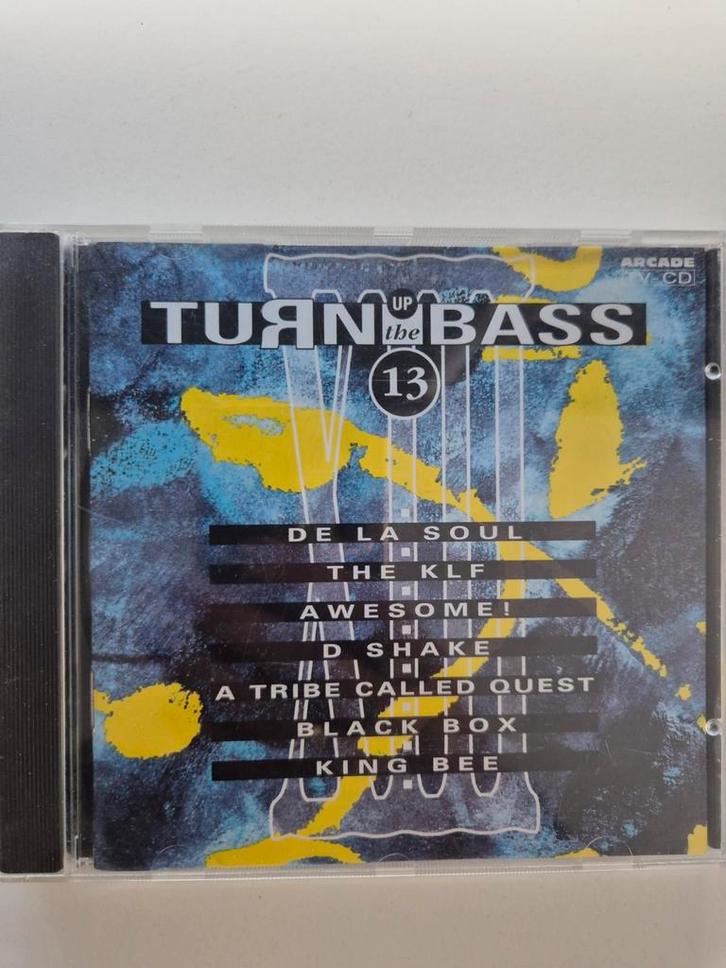 ARCADE
TV CD
TURN UP the BASS
13
DE LA SOUL
THE KLF
AWESOME!
D SHAKE
A TRIBE CALLED QUEST
BLACK BOX
KING BEE